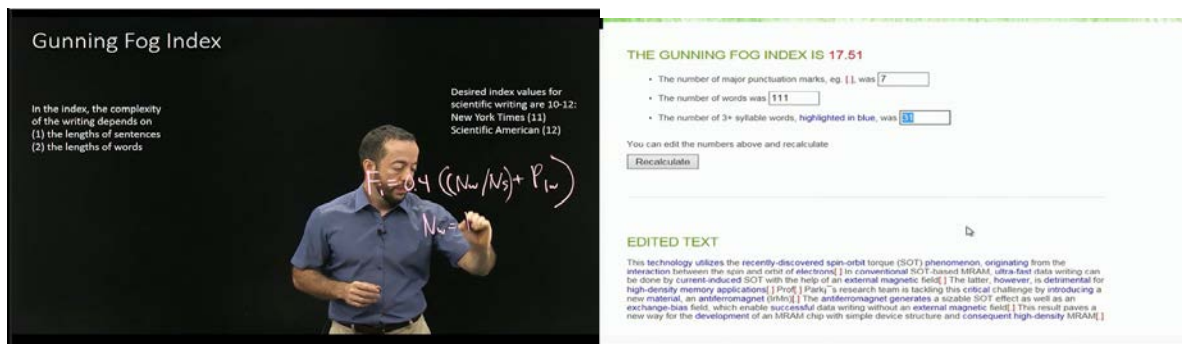 Gunning Fog Index
In the index, the complexity
of the writing depends on
(1) the lengths of sentences
(2) the lengths of words
Desired index values for
scientific writing are 10-12:
New York Times (11)
Scientific American (12)
Fᵢ = 0.4 ((Nw/Ns) + Plw)
Nw =
THE GUNNING FOG INDEX IS 17.51
• The number of major punctuation marks, eg. [.], was 7
• The number of words was 111
• The number of 3+ syllable words, highlighted in blue, was 31
You can edit the numbers above and recalculate
Recalculate
EDITED TEXT
This technology utilizes the recently-discovered spin-orbit torque (SOT) phenomenon, originating from the
interaction between the spin and orbit of electrons[.] In conventional SOT-based MRAM, ultra-fast data writing can
be done by current-induced SOT with the help of an external magnetic field[.] The latter, however, is detrimental for
high-density memory applications[.] Prof[.] Park's research team is tackling this critical challenge by introducing a
new material, an antiferromagnet (IrMn)[.] The antiferromagnet generates a sizable SOT effect as well as an
exchange-bias field, which enable successful data writing without an external magnetic field[.] This result paves a
new way for the development of an MRAM chip with simple device structure and consequent high-density MRAM[.]